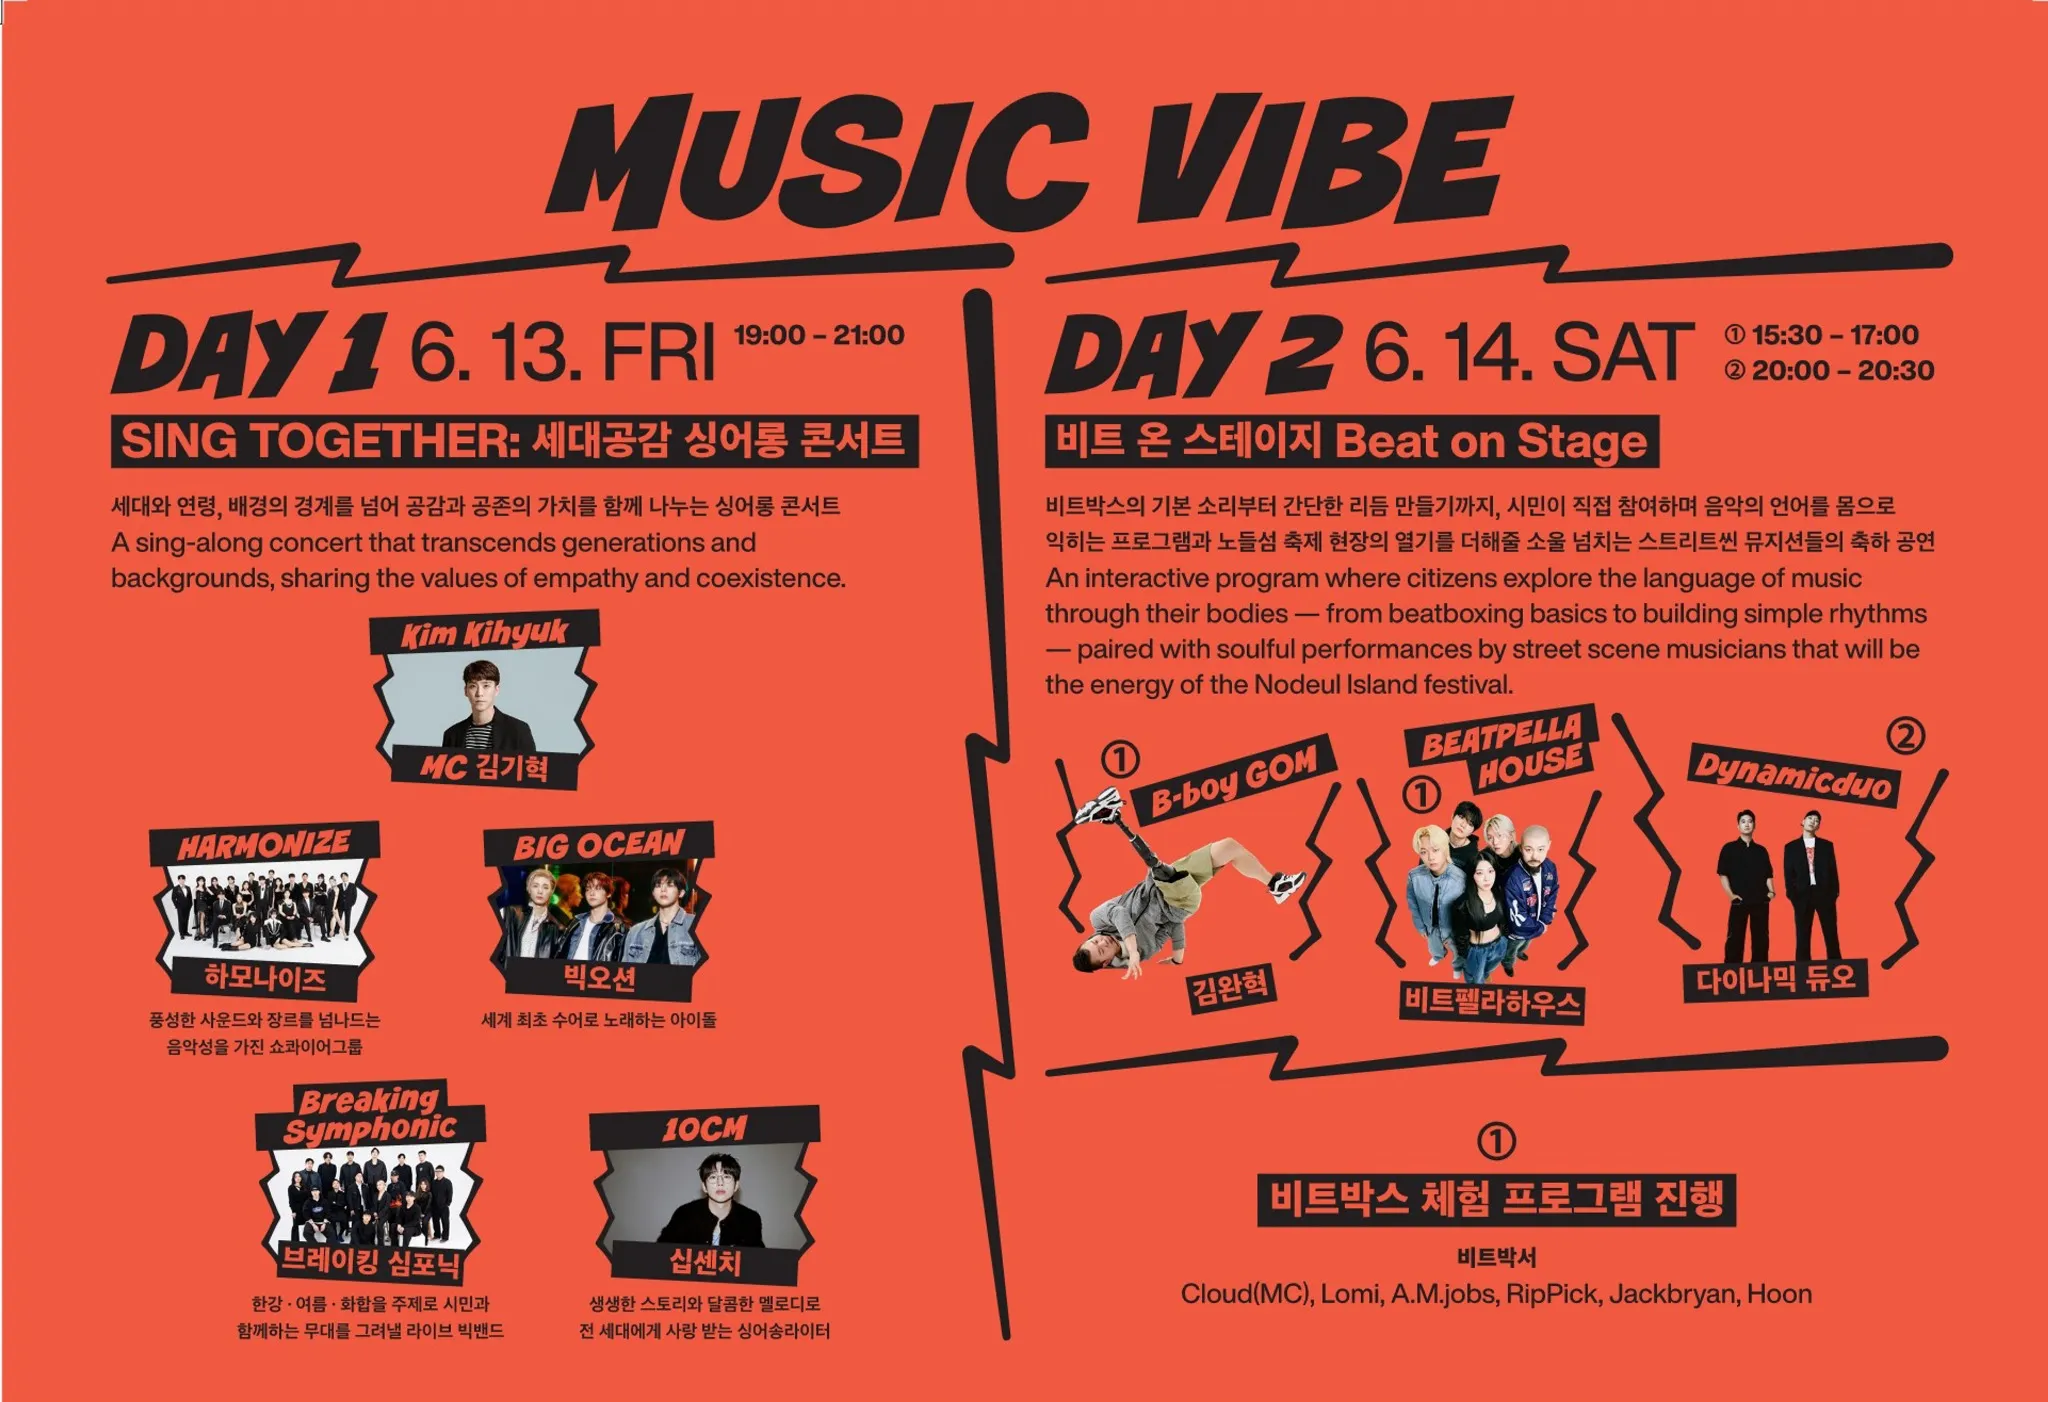 MUSIC VIBE
DAY 1 6. 13. FRI 19:00 – 21:00
SING TOGETHER: 세대공감 싱어롱 콘서트
세대와 연령, 배경의 경계를 넘어 공감과 공존의 가치를 함께 나누는 싱어롱 콘서트
A sing-along concert that transcends generations and
backgrounds, sharing the values of empathy and coexistence.
Kim Kihyuk
MC 김기혁
HARMONIZE
하모나이즈
풍성한 사운드와 장르를 넘나드는
음악성을 가진 쇼콰이어그룹
BIG OCEAN
빅오션
세계 최초 수어로 노래하는 아이돌
Breaking
Symphonic
브레이킹 심포닉
한강 · 여름 · 화합을 주제로 시민과
함께하는 무대를 그려낼 라이브 빅밴드
10CM
십센치
생생한 스토리와 달콤한 멜로디로
전 세대에게 사랑 받는 싱어송라이터
DAY 2 6. 14. SAT
① 15:30 – 17:00
② 20:00 – 20:30
비트 온 스테이지 Beat on Stage
비트박스의 기본 소리부터 간단한 리듬 만들기까지, 시민이 직접 참여하며 음악의 언어를 몸으로
익히는 프로그램과 노들섬 축제 현장의 열기를 더해줄 소울 넘치는 스트리트씬 뮤지션들의 축하 공연
An interactive program where citizens explore the language of music
through their bodies — from beatboxing basics to building simple rhythms
— paired with soulful performances by street scene musicians that will be
the energy of the Nodeul Island festival.
①
B-boy GOM
김완혁
①
BEATPELLA
HOUSE
비트펠라하우스
②
Dynamicduo
다이나믹 듀오
①
비트박스 체험 프로그램 진행
비트박서
Cloud(MC), Lomi, A.M.jobs, RipPick, Jackbryan, Hoon